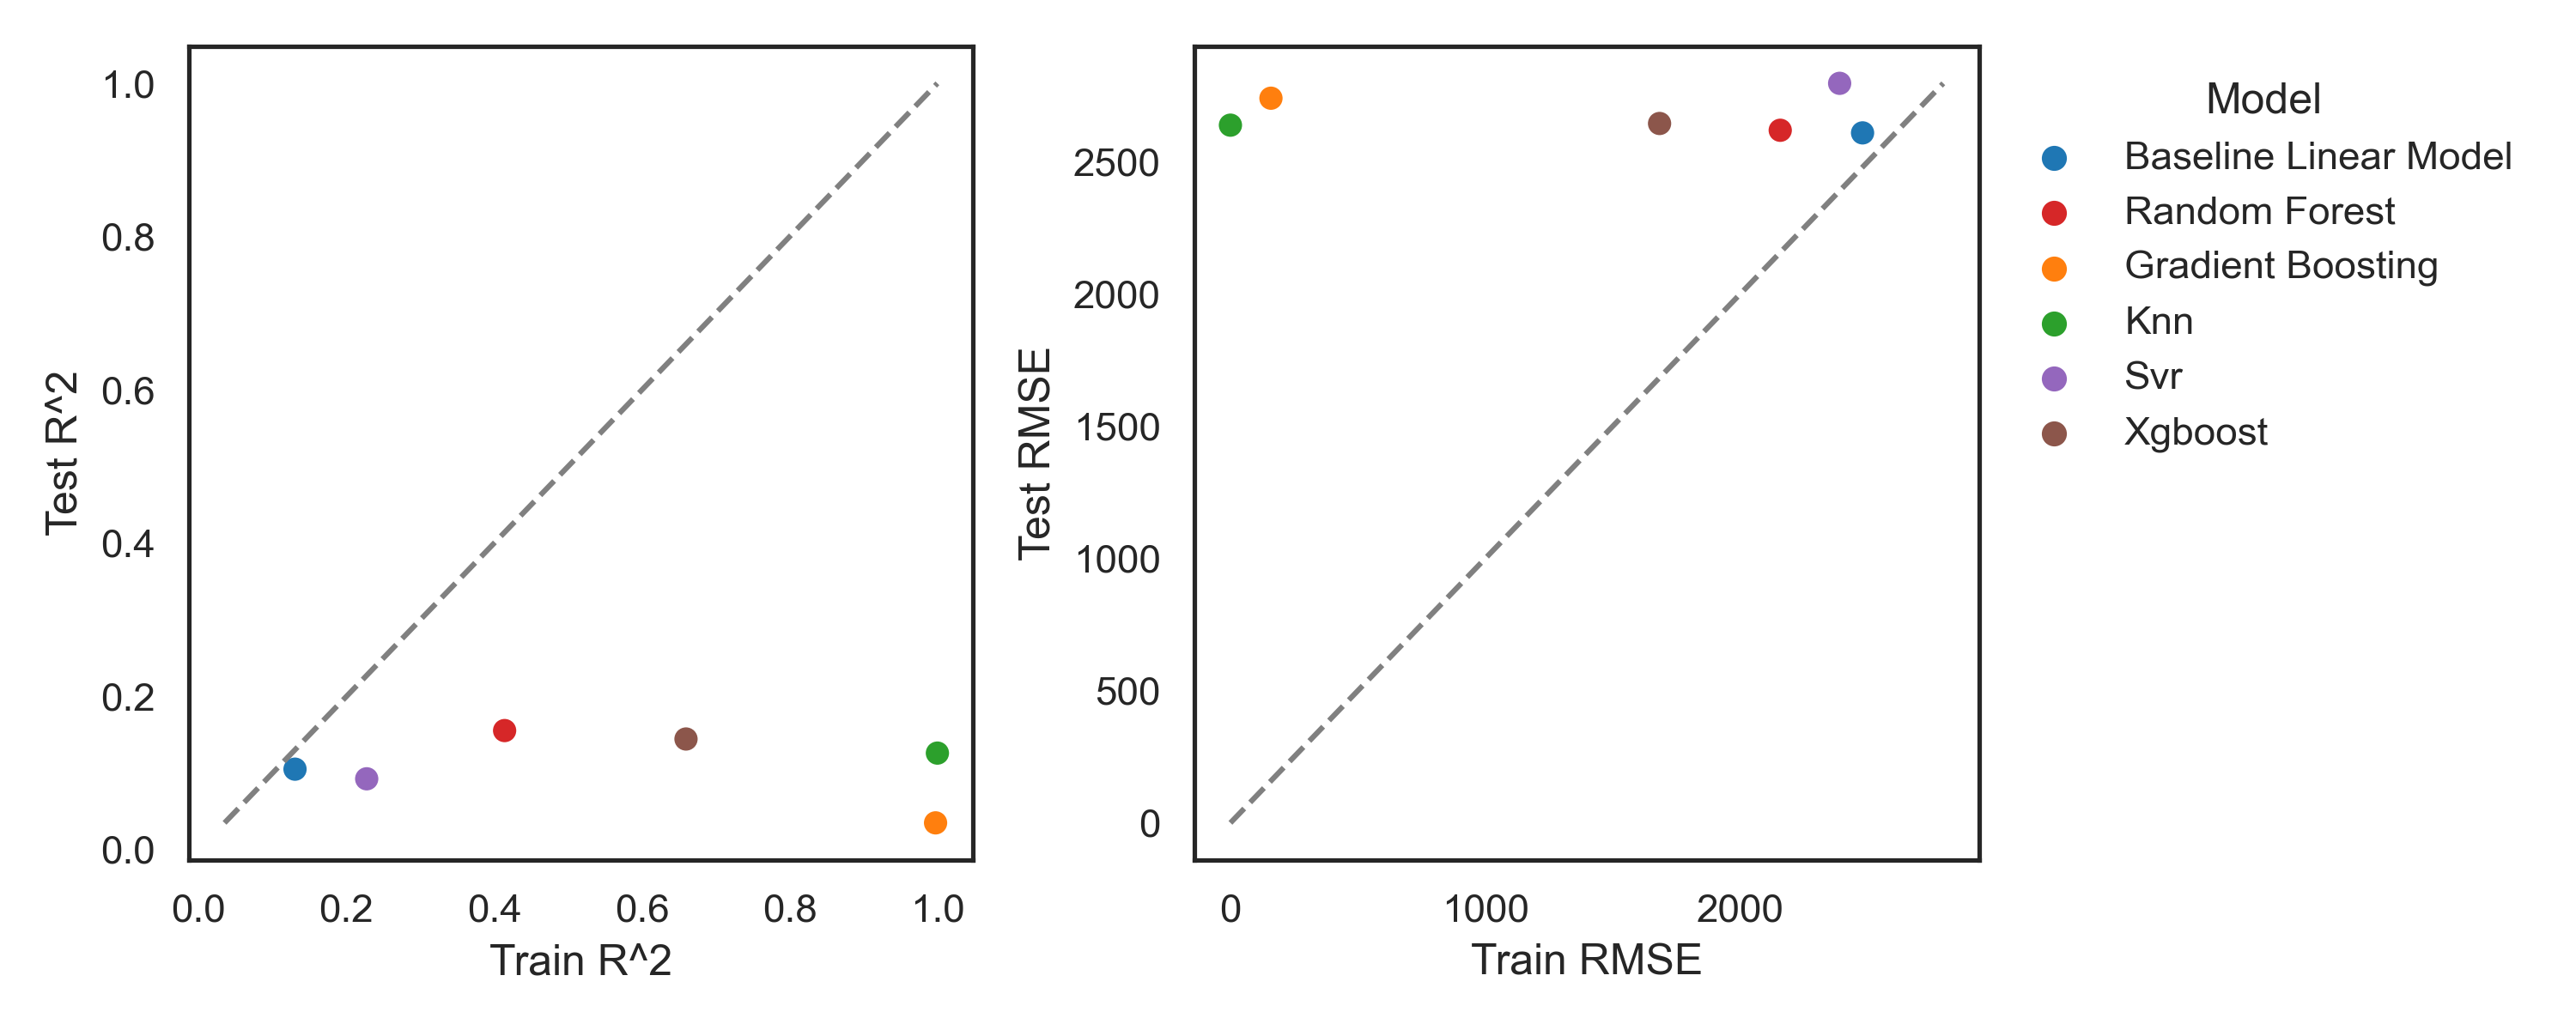 1.0
0.8
0.6
0.4
0.2
0.0
Test R^2
0.0 0.2 0.4 0.6 0.8 1.0
Train R^2
2500
2000
1500
1000
500
0
Test RMSE
0 1000 2000
Train RMSE
Model
Baseline Linear Model
Random Forest
Gradient Boosting
Knn
Svr
Xgboost